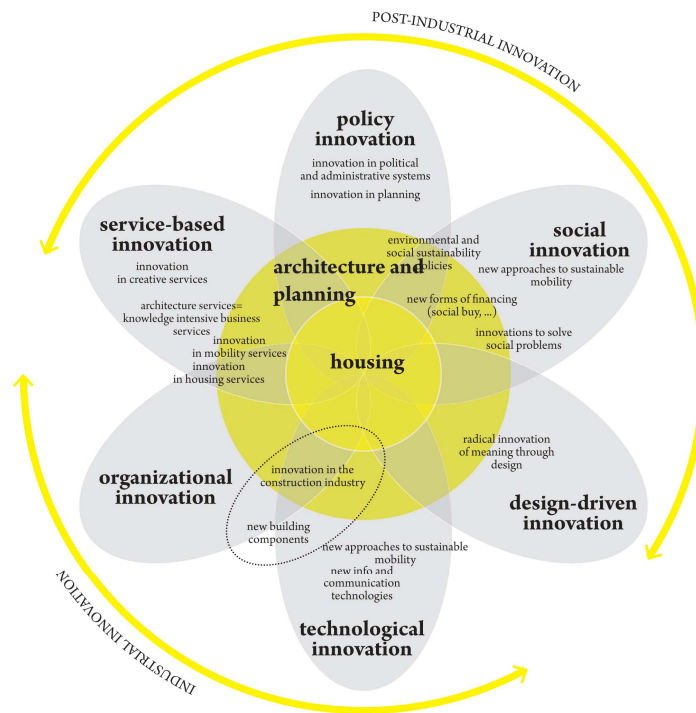 POST-INDUSTRIAL INNOVATION
policy
innovation
innovation in political
and administrative systems
innovation in planning
service-based
innovation
innovation
in creative services
architecture services=
knowledge intensive business
services
innovation
in mobility services
innovation
in housing services
architecture and
planning
environmental and
social sustainability
policies
new forms of financing
(social buy, ...)
social
innovation
new approaches to sustainable
mobility
innovations to solve
social problems
housing
organizational
innovation
innovation in the
construction industry
new building
components
radical innovation
of meaning through
design
design-driven
innovation
new approaches to sustainable
mobility
new info and
communication
technologies
technological
innovation
INDUSTRIAL INNOVATION